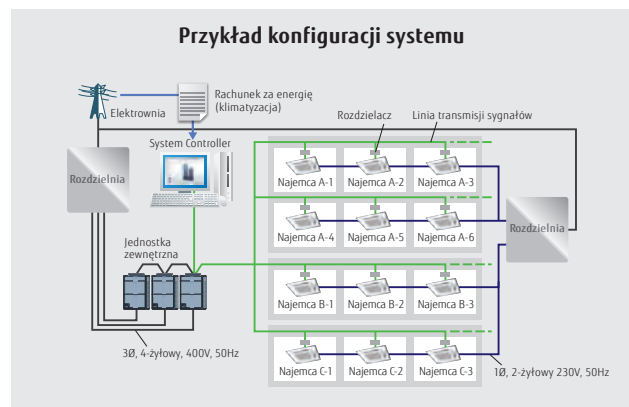 Przykład konfiguracji systemu
Elektrownia
Rachunek za energię
(klimatyzacja)
Rozdzielacz
Linia transmisji sygnałów
System Controller
Rozdzielnia
Najemca A-1
Najemca A-2
Najemca A-3
Najemca A-4
Najemca A-5
Najemca A-6
Rozdzielnia
Jednostka
zewnętrzna
Najemca B-1
Najemca B-2
Najemca B-3
3Ø, 4-żyłowy, 400V, 50Hz
Najemca C-1
Najemca C-2
Najemca C-3
1Ø, 2-żyłowy 230V, 50Hz